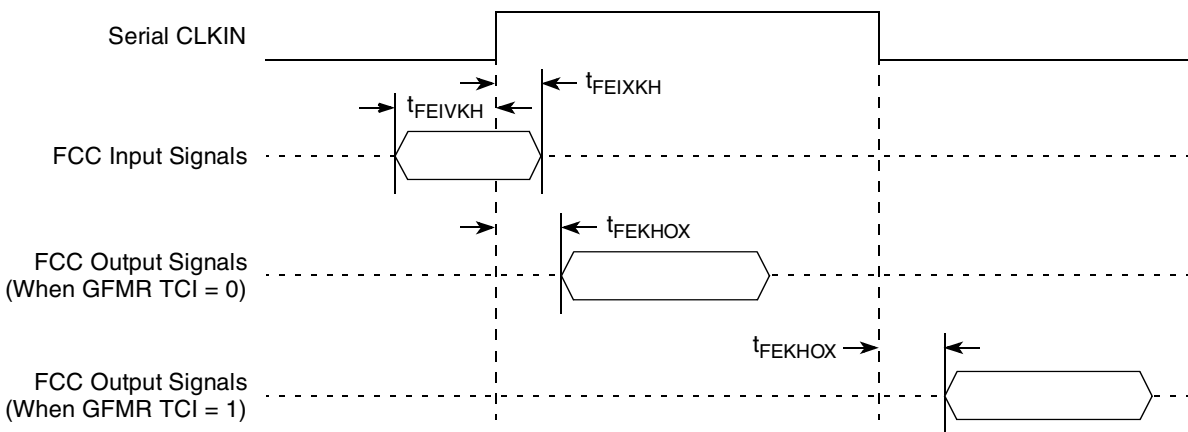 Serial CLKIN
tFEIXKH
tFEIVKH
FCC Input Signals
tFEKHOX
FCC Output Signals
(When GFMR TCI = 0)
tFEKHOX
FCC Output Signals
(When GFMR TCI = 1)